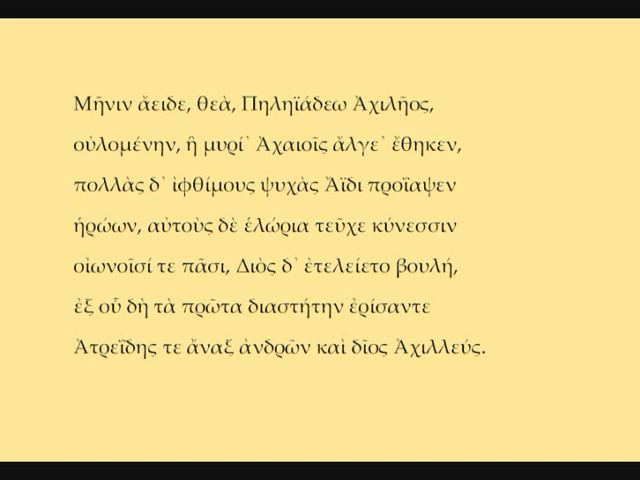 Μῆνιν ἄειδε, θεὰ, Πηληϊάδεω Ἀχιλῆος,
οὐλομένην, ἣ μυρί᾽ Ἀχαιοῖς ἄλγε᾽ ἔθηκεν,
πολλὰς δ᾽ ἰφθίμους ψυχὰς Ἄϊδι προΐαψεν
ἡρώων, αὐτοὺς δὲ ἑλώρια τεῦχε κύνεσσιν
οἰωνοῖσί τε πᾶσι, Διὸς δ᾽ ἐτελείετο βουλή,
ἐξ οὗ δὴ τὰ πρῶτα διαστήτην ἐρίσαντε
Ἀτρεΐδης τε ἄναξ ἀνδρῶν καὶ δῖος Ἀχιλλεύς.